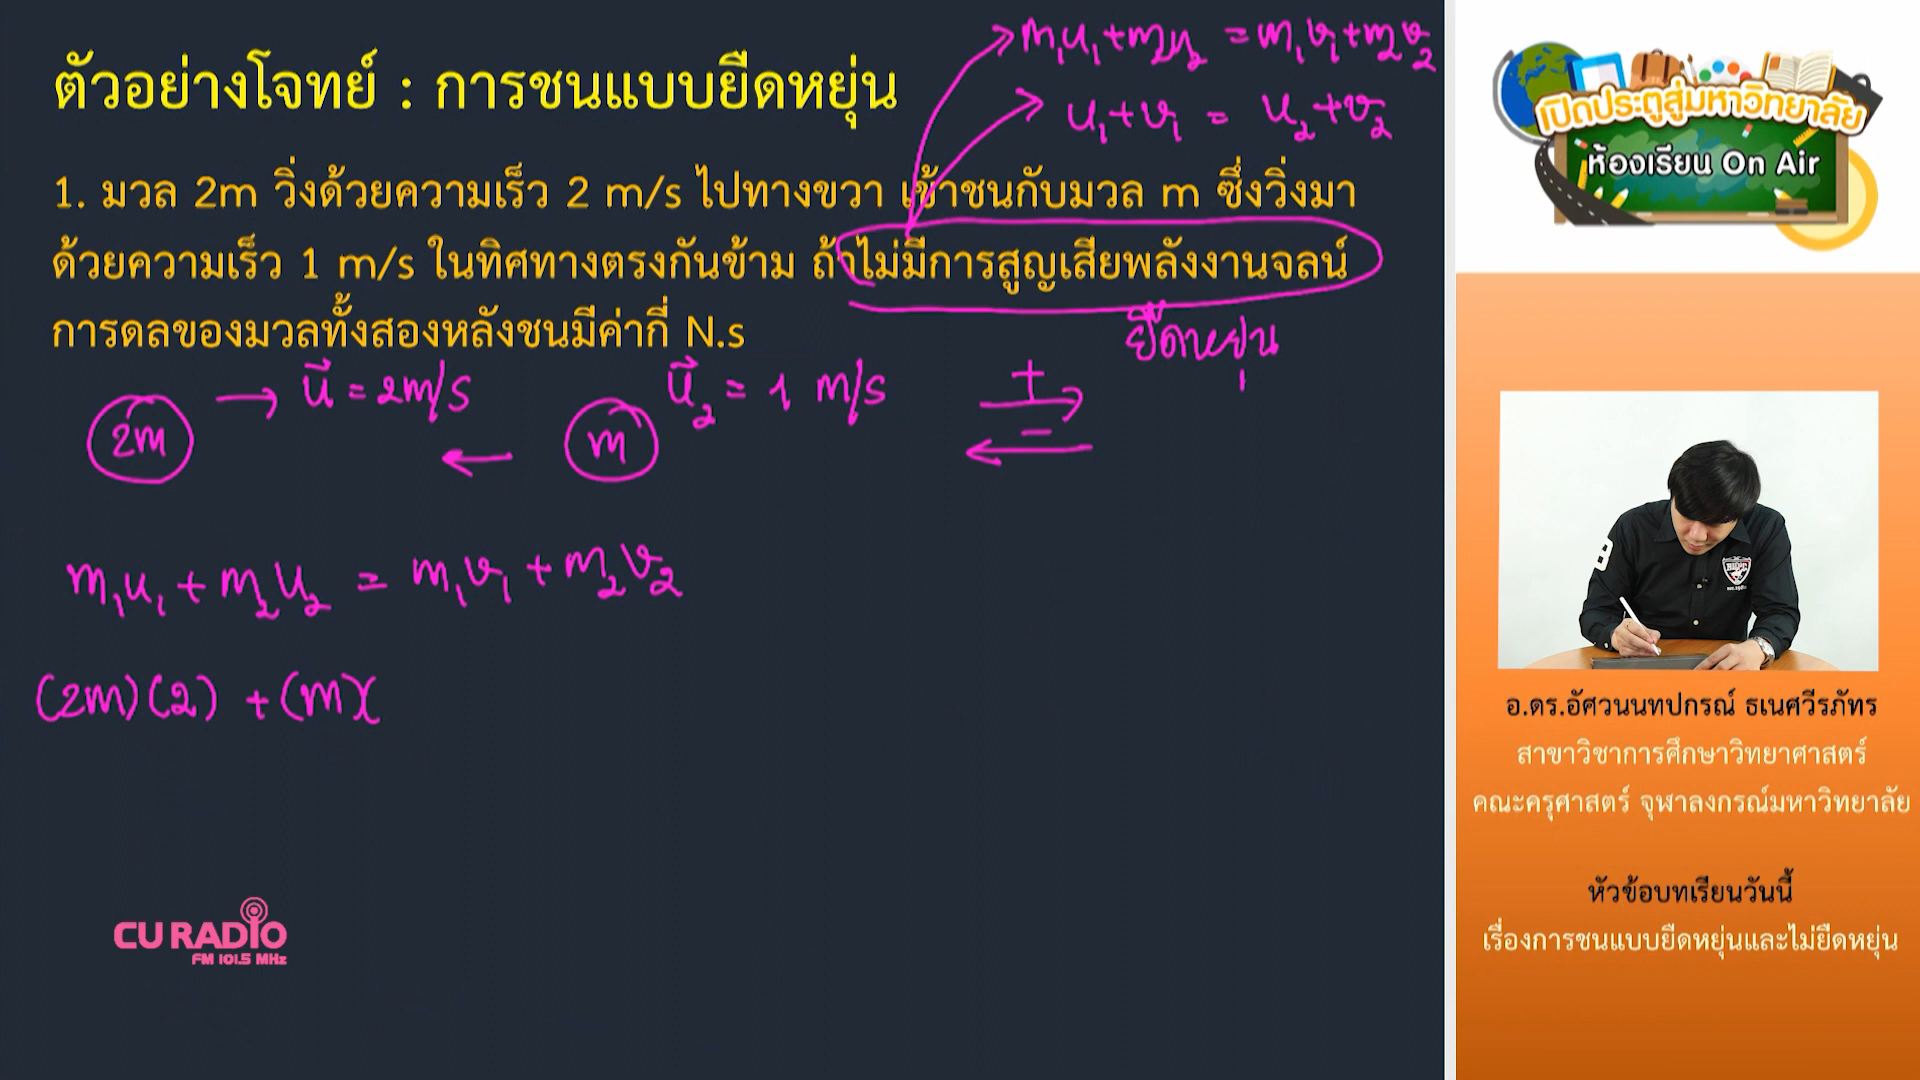 ตัวอย่างโจทย์ : การชนแบบยืดหยุ่น
m₁u₁+m₂u₂ = m₁v₁+m₂v₂
u₁+v₁ = u₂+v₂
1. มวล 2m วิ่งด้วยความเร็ว 2 m/s ไปทางขวา เข้าชนกับมวล m ซึ่งวิ่งมา
ด้วยความเร็ว 1 m/s ในทิศทางตรงกันข้าม ถ้าไม่มีการสูญเสียพลังงานจลน์
การดลของมวลทั้งสองหลังชนมีค่ากี่ N.s
ยืดหยุ่น
2m → u⃗ = 2m/s ← m u⃗₂ = 1 m/s + → - ←
m₁u₁ + m₂u₂ = m₁v₁ + m₂v₂
(2m)(2) + (m)(
CU RADIO
FM 101.5 MHz
เปิดประตูสู่มหาวิทยาลัย
ห้องเรียน On Air
อ.ดร.อัศวนนทปกรณ์ ธเนศวีรภัทร
สาขาวิชาการศึกษาวิทยาศาสตร์
คณะครุศาสตร์ จุฬาลงกรณ์มหาวิทยาลัย
หัวข้อบทเรียนวันนี้
เรื่องการชนแบบยืดหยุ่นและไม่ยืดหยุ่น